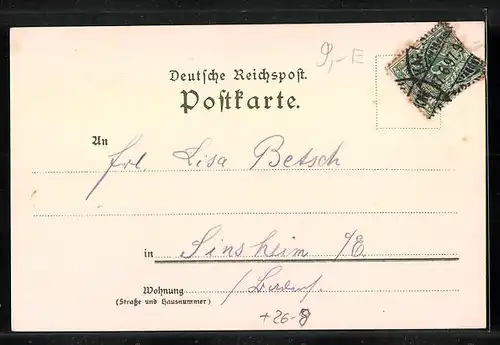 9,- E
Deutsche Reichspost.
Postkarte.
An
Frl. Lisa Betsch
in Sinsheim a/E
Wohnung
(Straße und Hausnummer)
+26-8